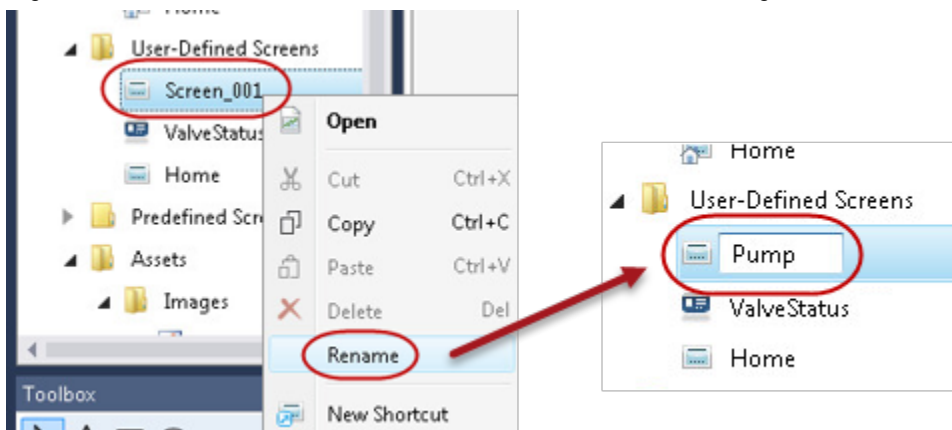 Home
User-Defined Screens
Screen_001
ValveStatus
Home
Predefined Scr
Assets
Images
Toolbox
Open
Cut Ctrl+X
Copy Ctrl+C
Paste Ctrl+V
Delete Del
Rename
New Shortcut
Home
User-Defined Screens
Pump
ValveStatus
Home